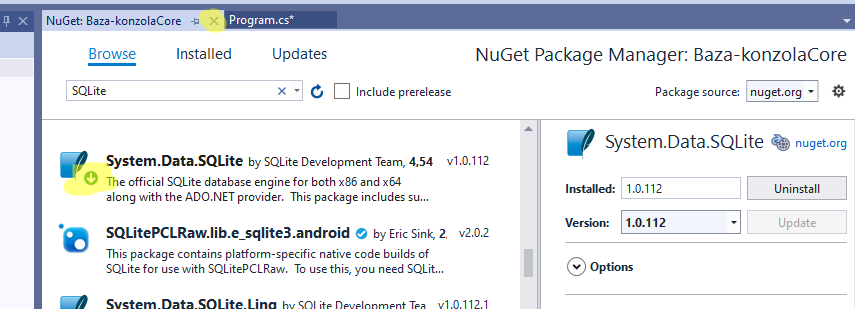 NuGet: Baza-konzolaCore
Program.cs*
Browse Installed Updates
NuGet Package Manager: Baza-konzolaCore
SQLite
Include prerelease
Package source: nuget.org
System.Data.SQLite by SQLite Development Team, 4,54 v1.0.112
The official SQLite database engine for both x86 and x64
along with the ADO.NET provider. This package includes su...
SQLitePCLRaw.lib.e_sqlite3.android by Eric Sink, 2, v2.0.2
This package contains platform-specific native code builds of
SQLite for use with SQLitePCLRaw. To use this, you need SQLit...
System.Data.SQLite.Linq by SQLite Development Tea v1.0.112.1
System.Data.SQLite nuget.org
Installed: 1.0.112 Uninstall
Version: 1.0.112 Update
Options